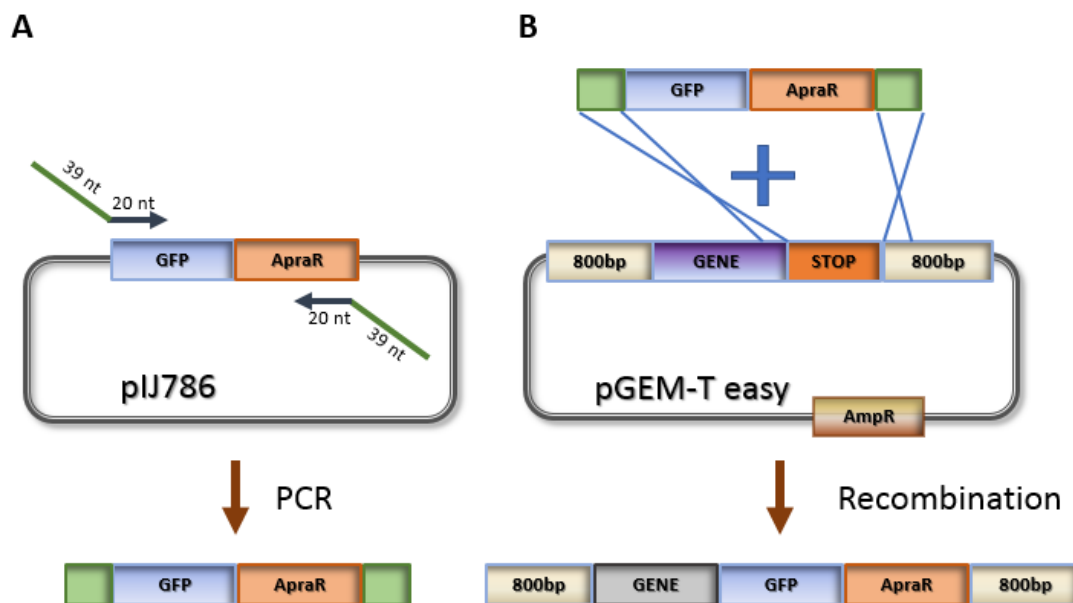 A
39 nt
20 nt
GFP ApraR
20 nt
39 nt
pIJ786
PCR
GFP ApraR
B
GFP ApraR
800bp GENE STOP 800bp
pGEM-T easy
AmpR
Recombination
800bp GENE GFP ApraR 800bp